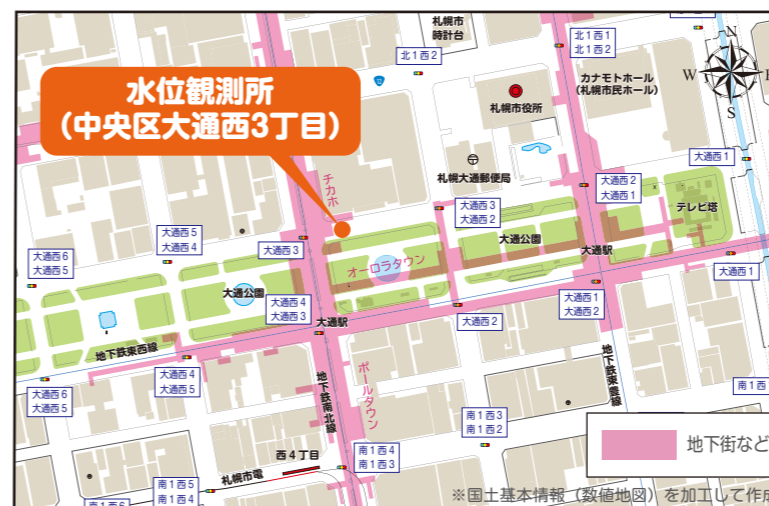 札幌市
時計台
北1西1
北1西2
N
北1西2
水位観測所
(中央区大通西3丁目)
カナモトホール
(札幌市民ホール)
W
E
S
札幌市役所
大通西1
札幌大通郵便局
チカホ
大通西2
大通西1
大通西3
大通西2
テレビ塔
大通西5
大通西4
大通西3
大通公園
大通駅
大通西6
大通西5
オーロラタウン
大通西1
大通公園
大通西4
大通西3
大通西1
大通西2
大通駅
大通西2
地下鉄東西線
大通西4
大通西5
大通西6
大通西5
ポールタウン
地下鉄南北線
地下鉄東豊線
南1西
南1西3
南1西2
地下街など
西4丁目
南1西4
南1西3
札幌市電
南1西5
南1西4
南1西6
※国土基本情報(数値地図)を加工して作成